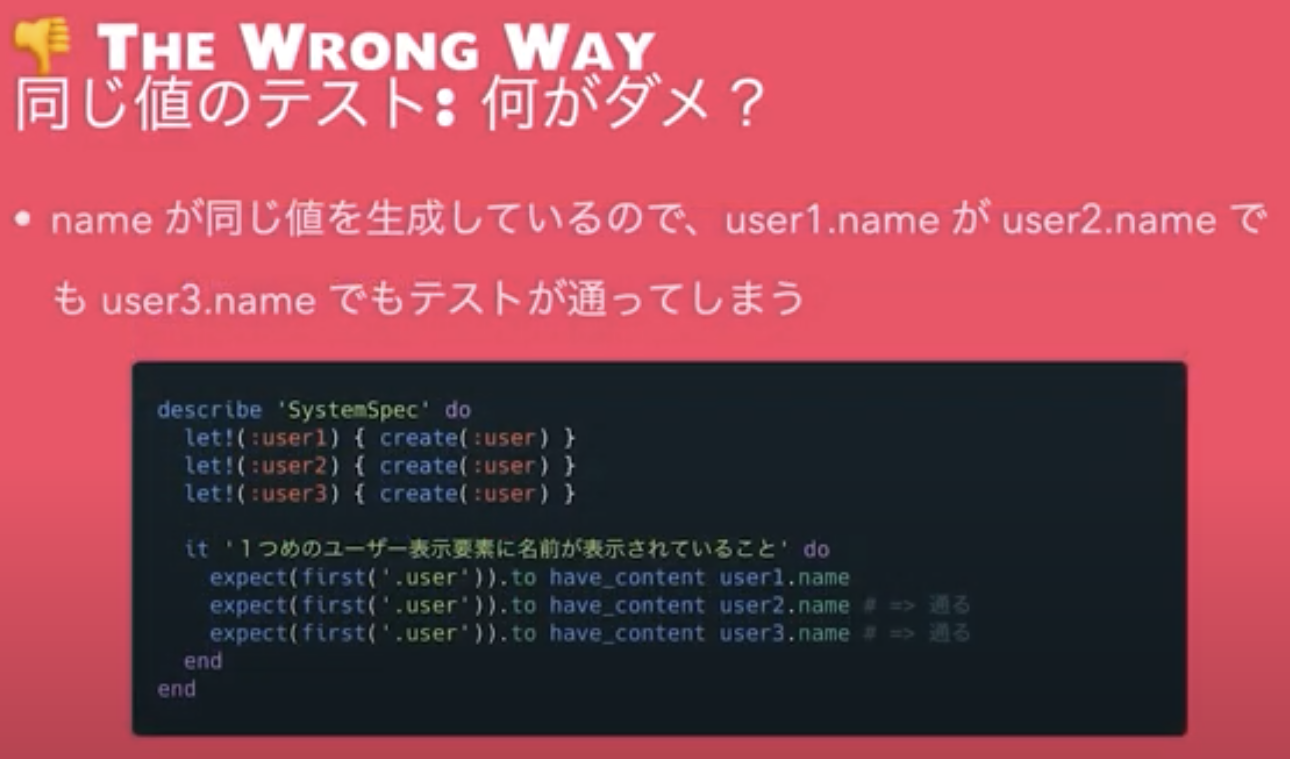 👎 THE WRONG WAY
同じ値のテスト: 何がダメ？
• name が同じ値を生成しているので、user1.name が user2.name で
も user3.name でもテストが通ってしまう
describe 'SystemSpec' do
  let!(:user1) { create(:user) }
  let!(:user2) { create(:user) }
  let!(:user3) { create(:user) }
  it '１つめのユーザー表示要素に名前が表示されていること' do
    expect(first('.user')).to have_content user1.name
    expect(first('.user')).to have_content user2.name # => 通る
    expect(first('.user')).to have_content user3.name # => 通る
  end
end